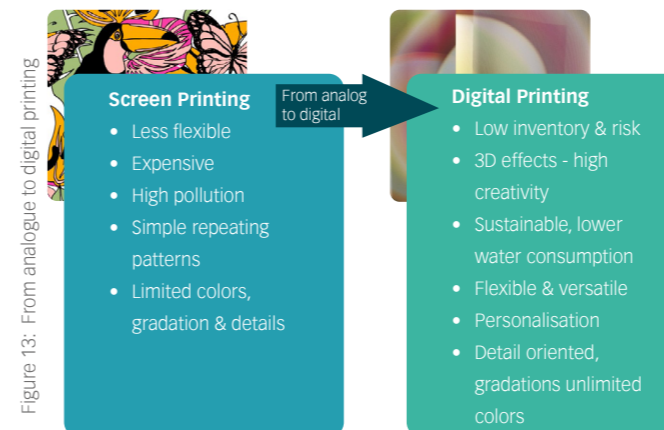 Figure 13: From analogue to digital printing
Screen Printing
• Less flexible
• Expensive
• High pollution
• Simple repeating
patterns
• Limited colors,
gradation & details
From analog
to digital
Digital Printing
• Low inventory & risk
• 3D effects - high
creativity
• Sustainable, lower
water consumption
• Flexible & versatile
• Personalisation
• Detail oriented,
gradations unlimited
colors